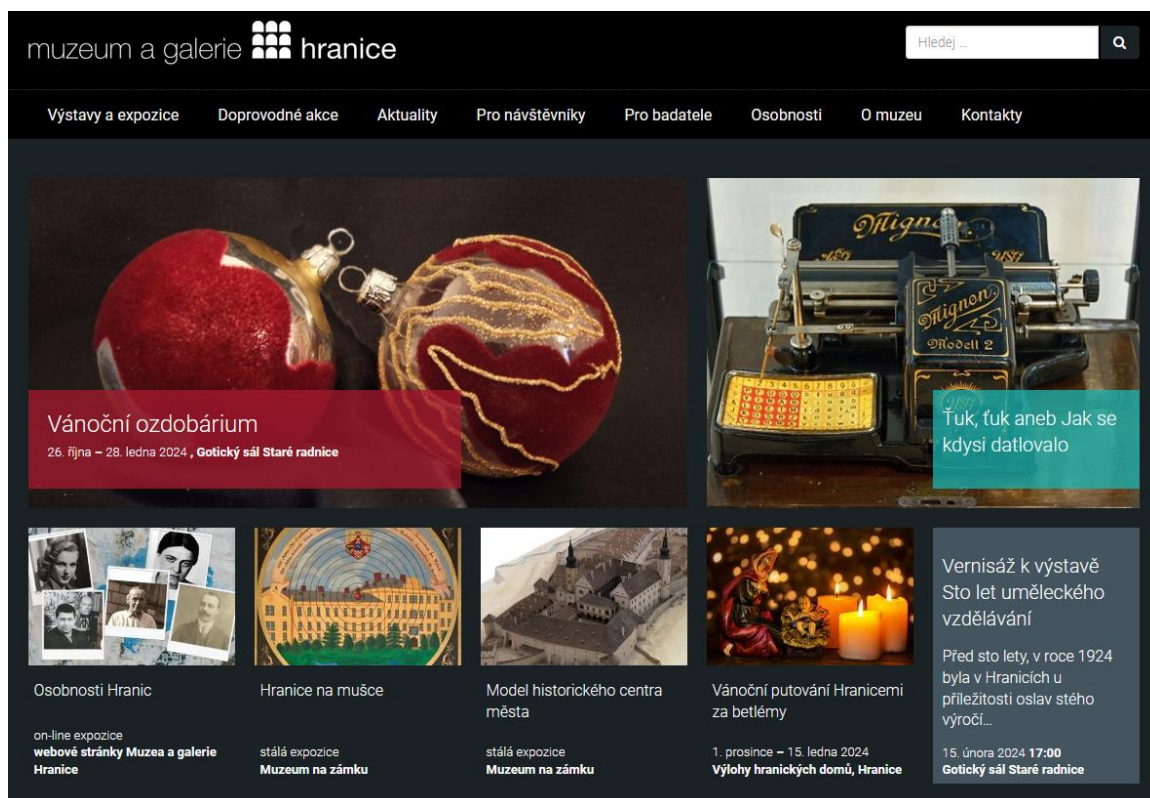 muzeum a galerie hranice
Hledej ...
Výstavy a expozice Doprovodné akce Aktuality Pro návštěvníky Pro badatele Osobnosti O muzeu Kontakty
Mignon
AEG
Mignon
Modell 2
Vánoční ozdobárium
26. října – 28. ledna 2024 , Gotický sál Staré radnice
Ťuk, ťuk aneb Jak se
kdysi datlovalo
Osobnosti Hranic
on-line expozice
webové stránky Muzea a galerie
Hranice
Hranice na mušce
stálá expozice
Muzeum na zámku
Model historického centra
města
stálá expozice
Muzeum na zámku
Vánoční putování Hranicemi
za betlémy
1. prosince – 15. ledna 2024
Výlohy hranických domů, Hranice
Vernisáž k výstavě
Sto let uměleckého
vzdělávání
Před sto lety, v roce 1924
byla v Hranicích u
příležitosti oslav stého
výročí...
15. února 2024 17:00
Gotický sál Staré radnice